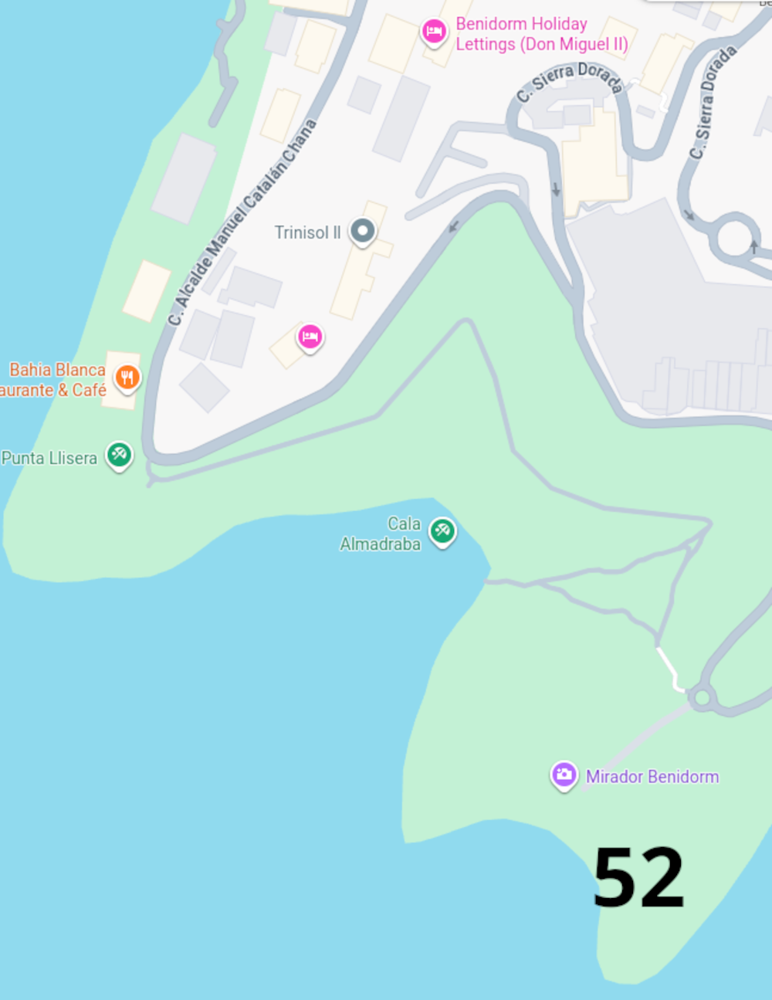 Be
Benidorm Holiday
Lettings (Don Miguel II)
C. Sierra Dorada
C. Sierra Dorada
C. Alcalde Manuel Catalán Chana
Trinisol II
Bahia Blanca
aurante & Café
Punta Llisera
Cala
Almadraba
Mirador Benidorm
52